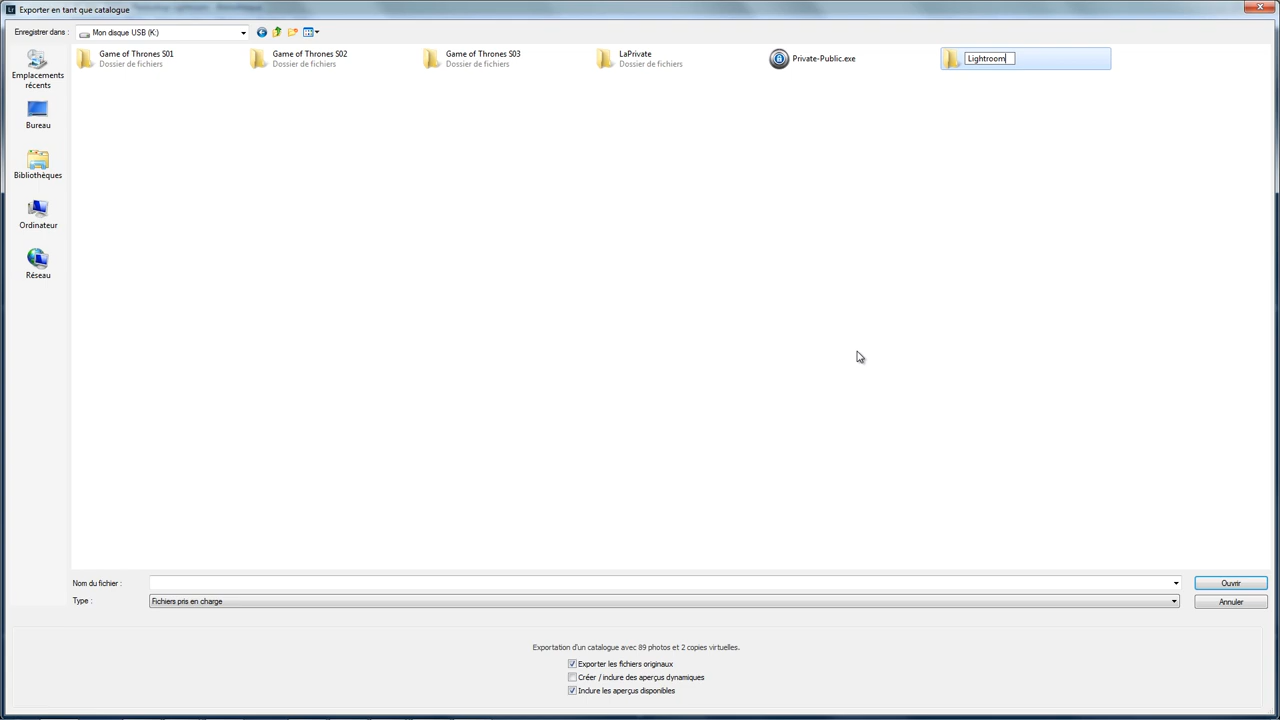 Lr Exporter en tant que catalogue
Enregistrer dans :
Mon disque USB (K:)
Game of Thrones S01
Dossier de fichiers
Game of Thrones S02
Dossier de fichiers
Game of Thrones S03
Dossier de fichiers
LaPrivate
Dossier de fichiers
Private-Public.exe
Lightroom
Emplacements
récents
Bureau
Bibliothèques
Ordinateur
Réseau
Nom du fichier :
Ouvrir
Type :
Fichiers pris en charge
Annuler
Exportation d'un catalogue avec 89 photos et 2 copies virtuelles.
Exporter les fichiers originaux
Créer / inclure des aperçus dynamiques
Inclure les aperçus disponibles